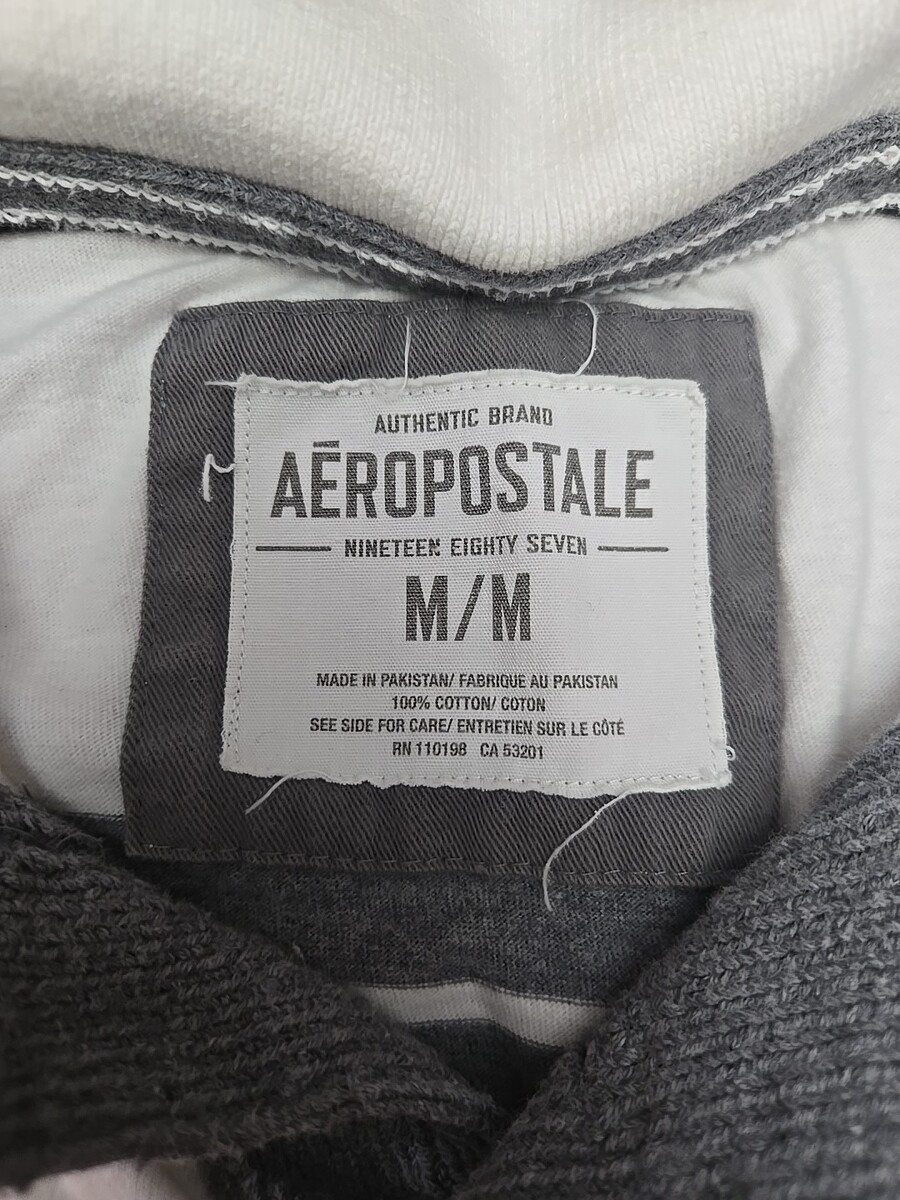 AUTHENTIC BRAND
AĒROPOSTALE
NINETEEN EIGHTY SEVEN
M/M
MADE IN PAKISTAN/ FABRIQUE AU PAKISTAN
100% COTTON/ COTON
SEE SIDE FOR CARE/ ENTRETIEN SUR LE CÔTÉ
RN 110198 CA 53201